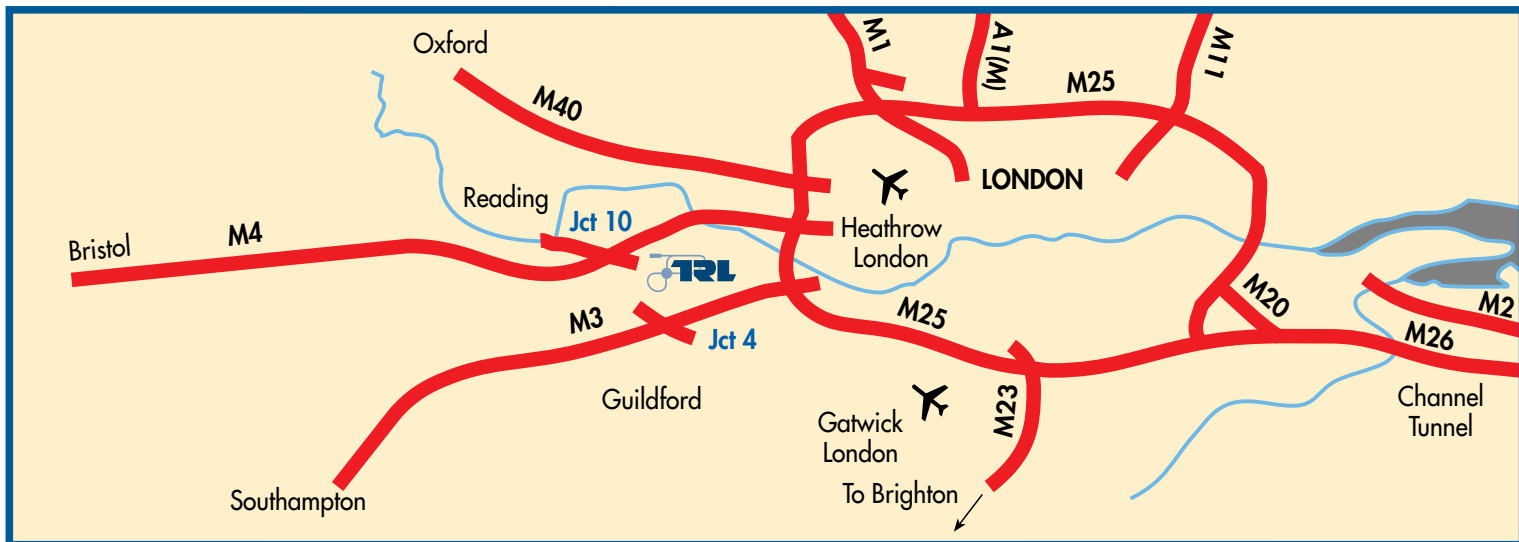 Oxford
M40
M1
A1(M)
M11
M25
Reading
Jct 10
LONDON
Bristol
M4
TRL
Heathrow
London
M3
Jct 4
M25
M20
M2
M26
Guildford
Gatwick
London
M23
Channel
Tunnel
Southampton
To Brighton